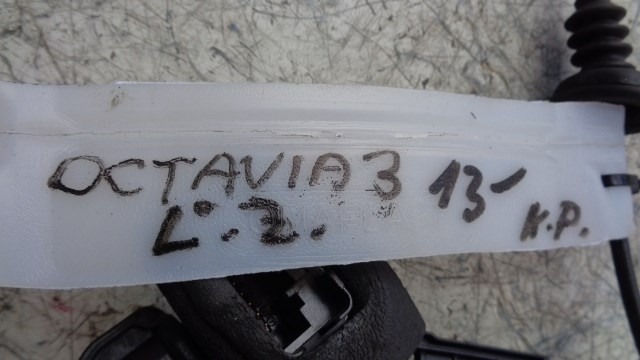 OCTAVIA 3 13-
L. Z. K.P.